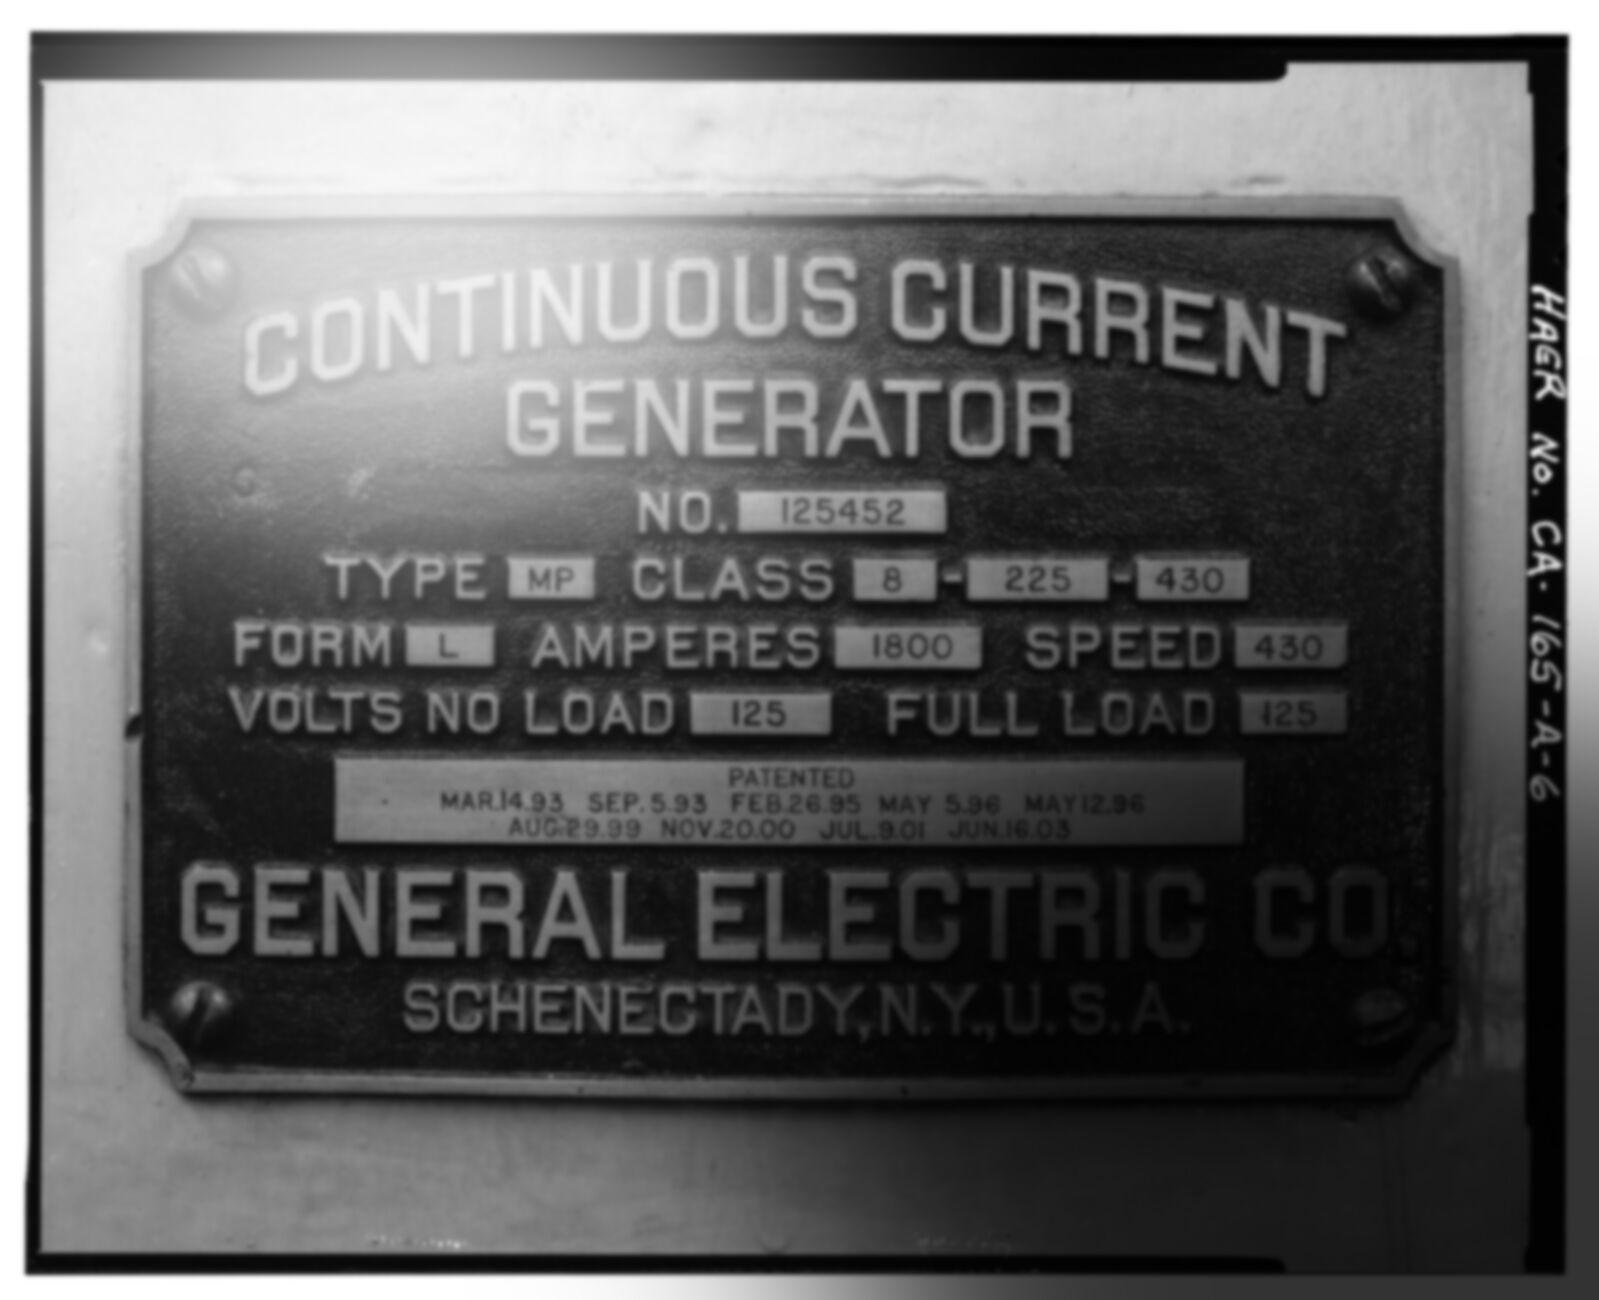 CONTINUOUS CURRENT
GENERATOR
NO. 125452
TYPE MP CLASS 8-225-430
FORM L AMPERES 1800 SPEED 430
VOLTS NO LOAD 125 FULL LOAD 125
PATENTED
MAR.14.93 SEP.5.93 FEB.26.95 MAY 5.96 MAY 12.96
AUG.29.99 NOV.20.00 JUL.9.01 JUN.16.03
GENERAL ELECTRIC CO.
SCHENECTADY, N.Y., U.S.A.
HAER No. CA-165-A-6